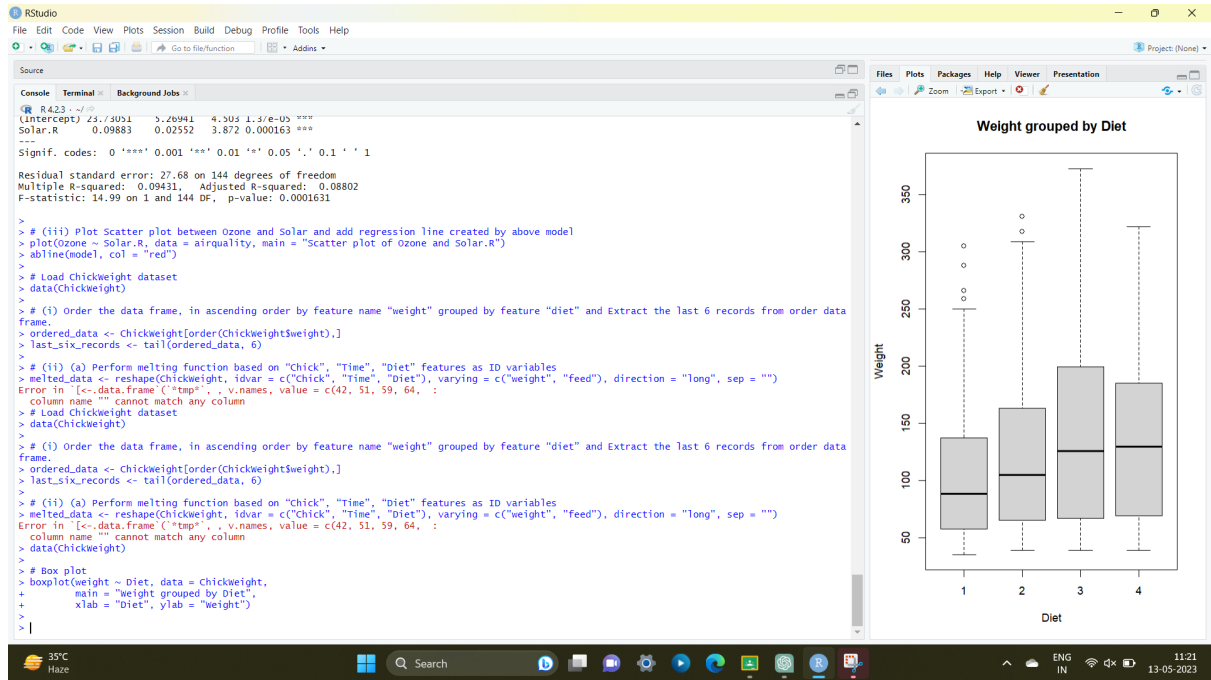 RStudio
File Edit Code View Plots Session Build Debug Profile Tools Help
Go to file/function Addins Project: (None)
Source
Console Terminal Background Jobs
R 4.2.3 · ~/
(Intercept) 23.73051 5.26941 4.503 1.37e-05 ***
Solar.R 0.09883 0.02552 3.872 0.000163 ***
---
Signif. codes: 0 ‘***’ 0.001 ‘**’ 0.01 ‘*’ 0.05 ‘.’ 0.1 ‘ ’ 1
Residual standard error: 27.68 on 144 degrees of freedom
Multiple R-squared: 0.09431, Adjusted R-squared: 0.08802
F-statistic: 14.99 on 1 and 144 DF, p-value: 0.0001631
>
> # (iii) Plot Scatter plot between Ozone and Solar and add regression line created by above model
> plot(Ozone ~ Solar.R, data = airquality, main = "Scatter plot of Ozone and Solar.R")
> abline(model, col = "red")
>
> # Load ChickWeight dataset
> data(ChickWeight)
>
> # (i) Order the data frame, in ascending order by feature name “weight” grouped by feature “diet” and Extract the last 6 records from order data
frame.
> ordered_data <- ChickWeight[order(ChickWeight$weight),]
> last_six_records <- tail(ordered_data, 6)
>
> # (ii) (a) Perform melting function based on “Chick", "Time", "Diet" features as ID variables
> melted_data <- reshape(ChickWeight, idvar = c("Chick", "Time", "Diet"), varying = c("weight", "feed"), direction = "long", sep = "")
Error in `[<-.data.frame`(`*tmp*`, , v.names, value = c(42, 51, 59, 64, :
column name "" cannot match any column
> # Load ChickWeight dataset
> data(ChickWeight)
>
> # (i) Order the data frame, in ascending order by feature name “weight” grouped by feature “diet” and Extract the last 6 records from order data
frame.
> ordered_data <- ChickWeight[order(ChickWeight$weight),]
> last_six_records <- tail(ordered_data, 6)
>
> # (ii) (a) Perform melting function based on “Chick", "Time", "Diet" features as ID variables
> melted_data <- reshape(ChickWeight, idvar = c("Chick", "Time", "Diet"), varying = c("weight", "feed"), direction = "long", sep = "")
Error in `[<-.data.frame`(`*tmp*`, , v.names, value = c(42, 51, 59, 64, :
column name "" cannot match any column
> data(ChickWeight)
>
> # Box plot
> boxplot(weight ~ Diet, data = ChickWeight,
+ main = "Weight grouped by Diet",
+ xlab = "Diet", ylab = "Weight")
>
>
Files Plots Packages Help Viewer Presentation
Zoom Export
Weight grouped by Diet
Weight
350
300
250
200
150
100
50
1 2 3 4
Diet
35°C
Haze
Search
ENG
IN
11:21
13-05-2023